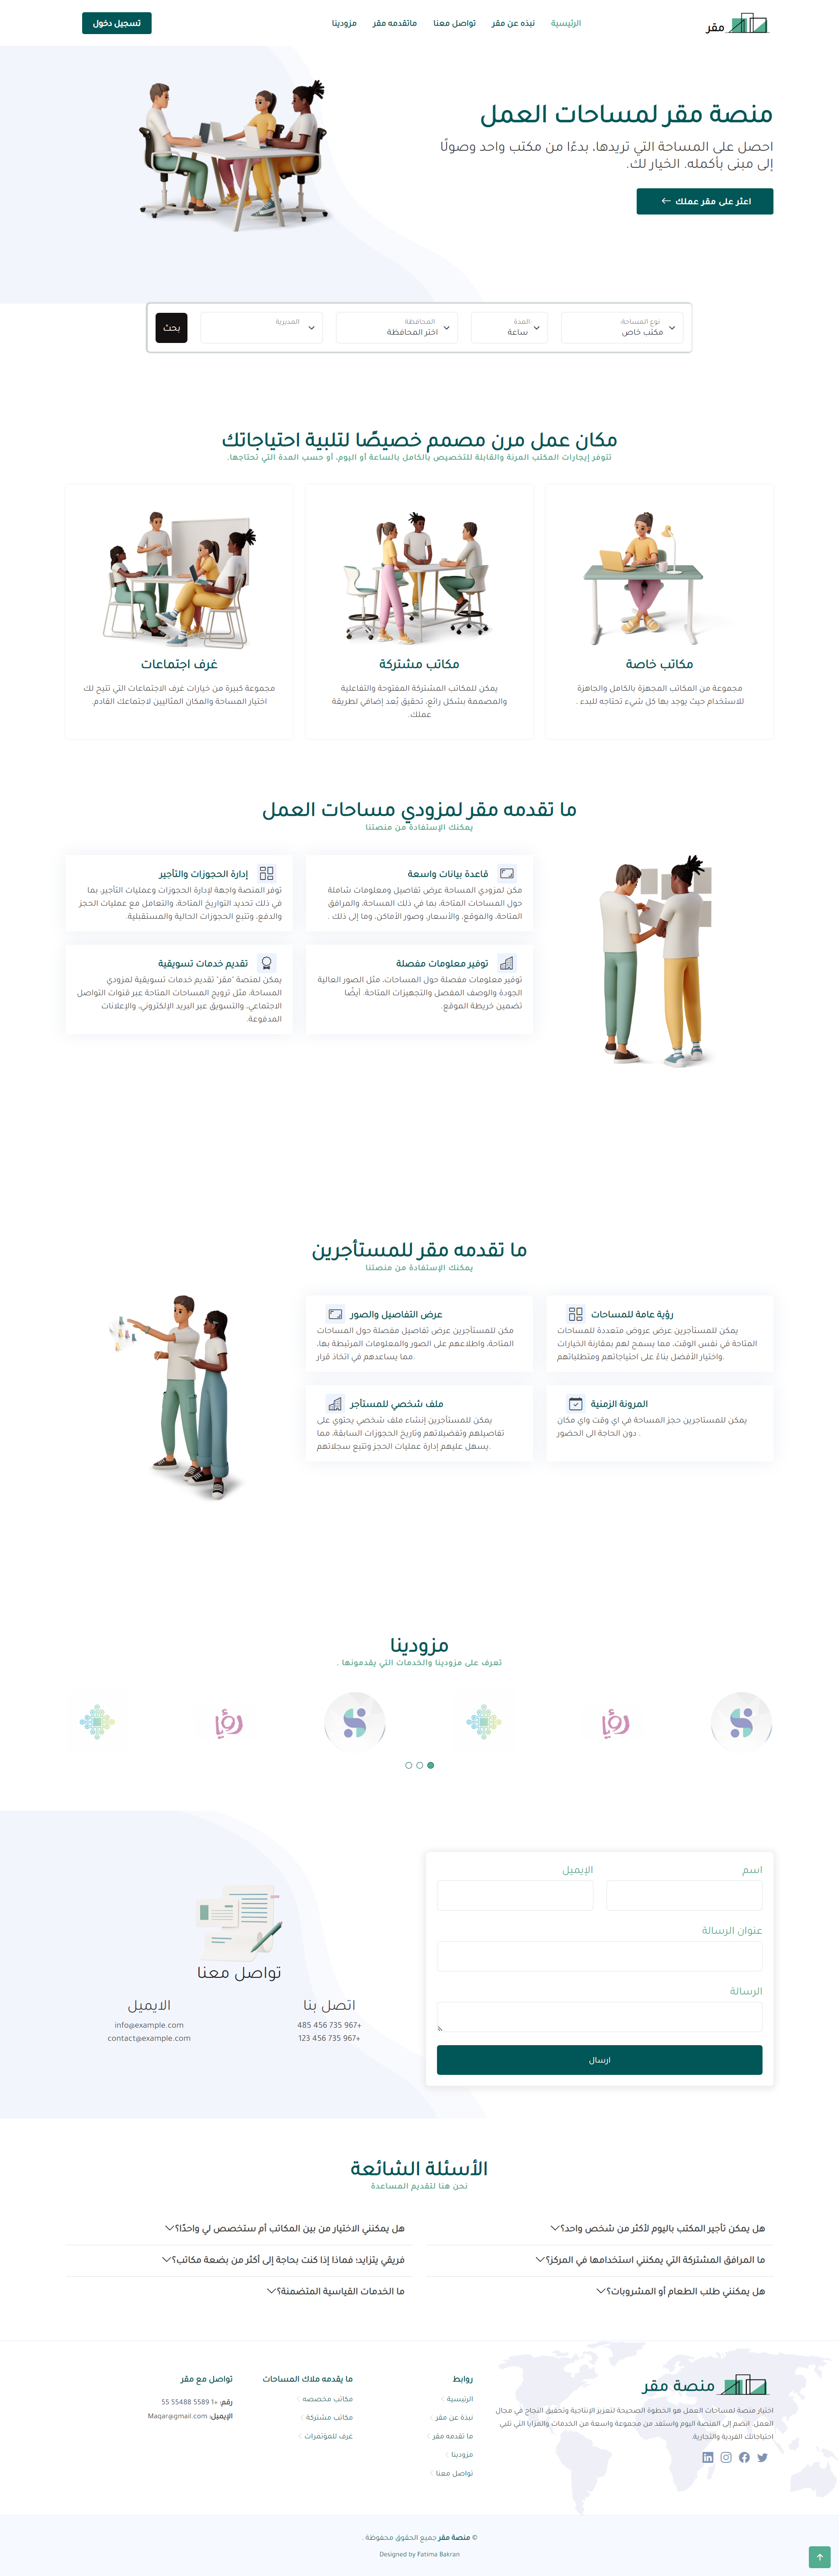 مقر
الرئيسية
نبذه عن مقر
تواصل معنا
ماتقدمه مقر
مزودينا
تسجيل دخول
منصة مقر لمساحات العمل
احصل على المساحة التي تريدها، بدءًا من مكتب واحد وصولًا
إلى مبنى بأكمله. الخيار لك.
اعثر على مقر عملك
نوع المساحة:
مكتب خاص
المدة:
ساعة
المحافظة
اختر المحافظة
المديرية
بحث
مكان عمل مرن مصمم خصيصًا لتلبية احتياجاتك
تتوفر إيجارات المكتب المرنة والقابلة للتخصيص بالكامل بالساعة أو اليوم، أو حسب المدة التي تحتاجها.
مكاتب خاصة
مجموعة من المكاتب المجهزة بالكامل والجاهزة
للاستخدام حيث يوجد بها كل شيء تحتاجه للبدء .
مكاتب مشتركة
يمكن للمكاتب المشتركة المفتوحة والتفاعلية
والمصممة بشكل رائع، تحقيق بُعد إضافي لطريقة
عملك.
غرف اجتماعات
مجموعة كبيرة من خيارات غرف الاجتماعات التي تتيح لك
اختيار المساحة والمكان المثاليين لاجتماعك القادم.
ما تقدمه مقر لمزودي مساحات العمل
يمكنك الإستفادة من منصتنا
قاعدة بيانات واسعة
مكن لمزودي المساحة عرض تفاصيل ومعلومات شاملة
حول المساحات المتاحة، بما في ذلك المساحة، والمرافق
المتاحة، والموقع، والأسعار، وصور الأماكن، وما إلى ذلك .
إدارة الحجوزات والتأجير
توفر المنصة واجهة لإدارة الحجوزات وعمليات التأجير، بما
في ذلك تحديد التواريخ المتاحة، والتعامل مع عمليات الحجز
والدفع، وتتبع الحجوزات الحالية والمستقبلية.
توفير معلومات مفصلة
توفير معلومات مفصلة حول المساحات، مثل الصور العالية
الجودة والوصف المفصل والتجهيزات المتاحة. أيضًا
تضمين خريطة الموقع.
تقديم خدمات تسويقية
يمكن لمنصة "مقر" تقديم خدمات تسويقية لمزودي
المساحة، مثل ترويج المساحات المتاحة عبر قنوات التواصل
الاجتماعي، والتسويق عبر البريد الإلكتروني، والإعلانات
المدفوعة.
ما تقدمه مقر للمستأجرين
يمكنك الإستفادة من منصتنا
رؤية عامة للمساحات
يمكن للمستأجرين عرض عروض متعددة للمساحات
المتاحة في نفس الوقت، مما يسمح لهم بمقارنة الخيارات
واختيار الأفضل بناءً على احتياجاتهم ومتطلباتهم.
عرض التفاصيل والصور
مكن للمستأجرين عرض تفاصيل مفصلة حول المساحات
المتاحة، واطلاعهم على الصور والمعلومات المرتبطة بها،
مما يساعدهم في اتخاذ قرار.
المرونة الزمنية
يمكن للمستاجرين حجز المساحة في اي وقت واي مكان
دون الحاجة الى الحضور .
ملف شخصي للمستأجر
يمكن للمستأجرين إنشاء ملف شخصي يحتوي على
تفاصيلهم وتفضيلاتهم وتاريخ الحجوزات السابقة، مما
يسهل عليهم إدارة عمليات الحجز وتتبع سجلاتهم.
مزودينا
تعرف على مزودينا والخدمات التي يقدمونها .
رؤيا
رؤيا
اسم
الإيميل
عنوان الرسالة
الرسالة
ارسال
تواصل معنا
اتصل بنا
+967 735 456 485
+967 735 456 123
الايميل
info@example.com
contact@example.com
الأسئلة الشائعة
نحن هنا لتقديم المساعدة
هل يمكن تأجير المكتب باليوم لأكثر من شخص واحد؟
هل يمكنني الاختيار من بين المكاتب أم ستخصص لي واحدًا؟
ما المرافق المشتركة التي يمكنني استخدامها في المركز؟
فريقي يتزايد؛ فماذا إذا كنت بحاجة إلى أكثر من بضعة مكاتب؟
هل يمكنني طلب الطعام أو المشروبات؟
ما الخدمات القياسية المتضمنة؟
منصة مقر
اختيار منصة لمساحات العمل هو الخطوة الصحيحة لتعزيز الإنتاجية وتحقيق النجاح في مجال
العمل. انضم إلى المنصة اليوم واستفد من مجموعة واسعة من الخدمات والمزايا التي تلبي
احتياجاتك الفردية والتجارية.
روابط
الرئيسية
نبذة عن مقر
ما تقدمه مقر
مزودينا
تواصل معنا
ما يقدمه ملاك المساحات
مكاتب مخصصه
مكاتب مشتركة
غرف للمؤتمرات
تواصل مع مقر
رقم: +1 5589 55488 55
الإيميل: Maqar@gmail.com
© منصة مقر جميع الحقوق محفوظة .
Designed by Fatima Bakran